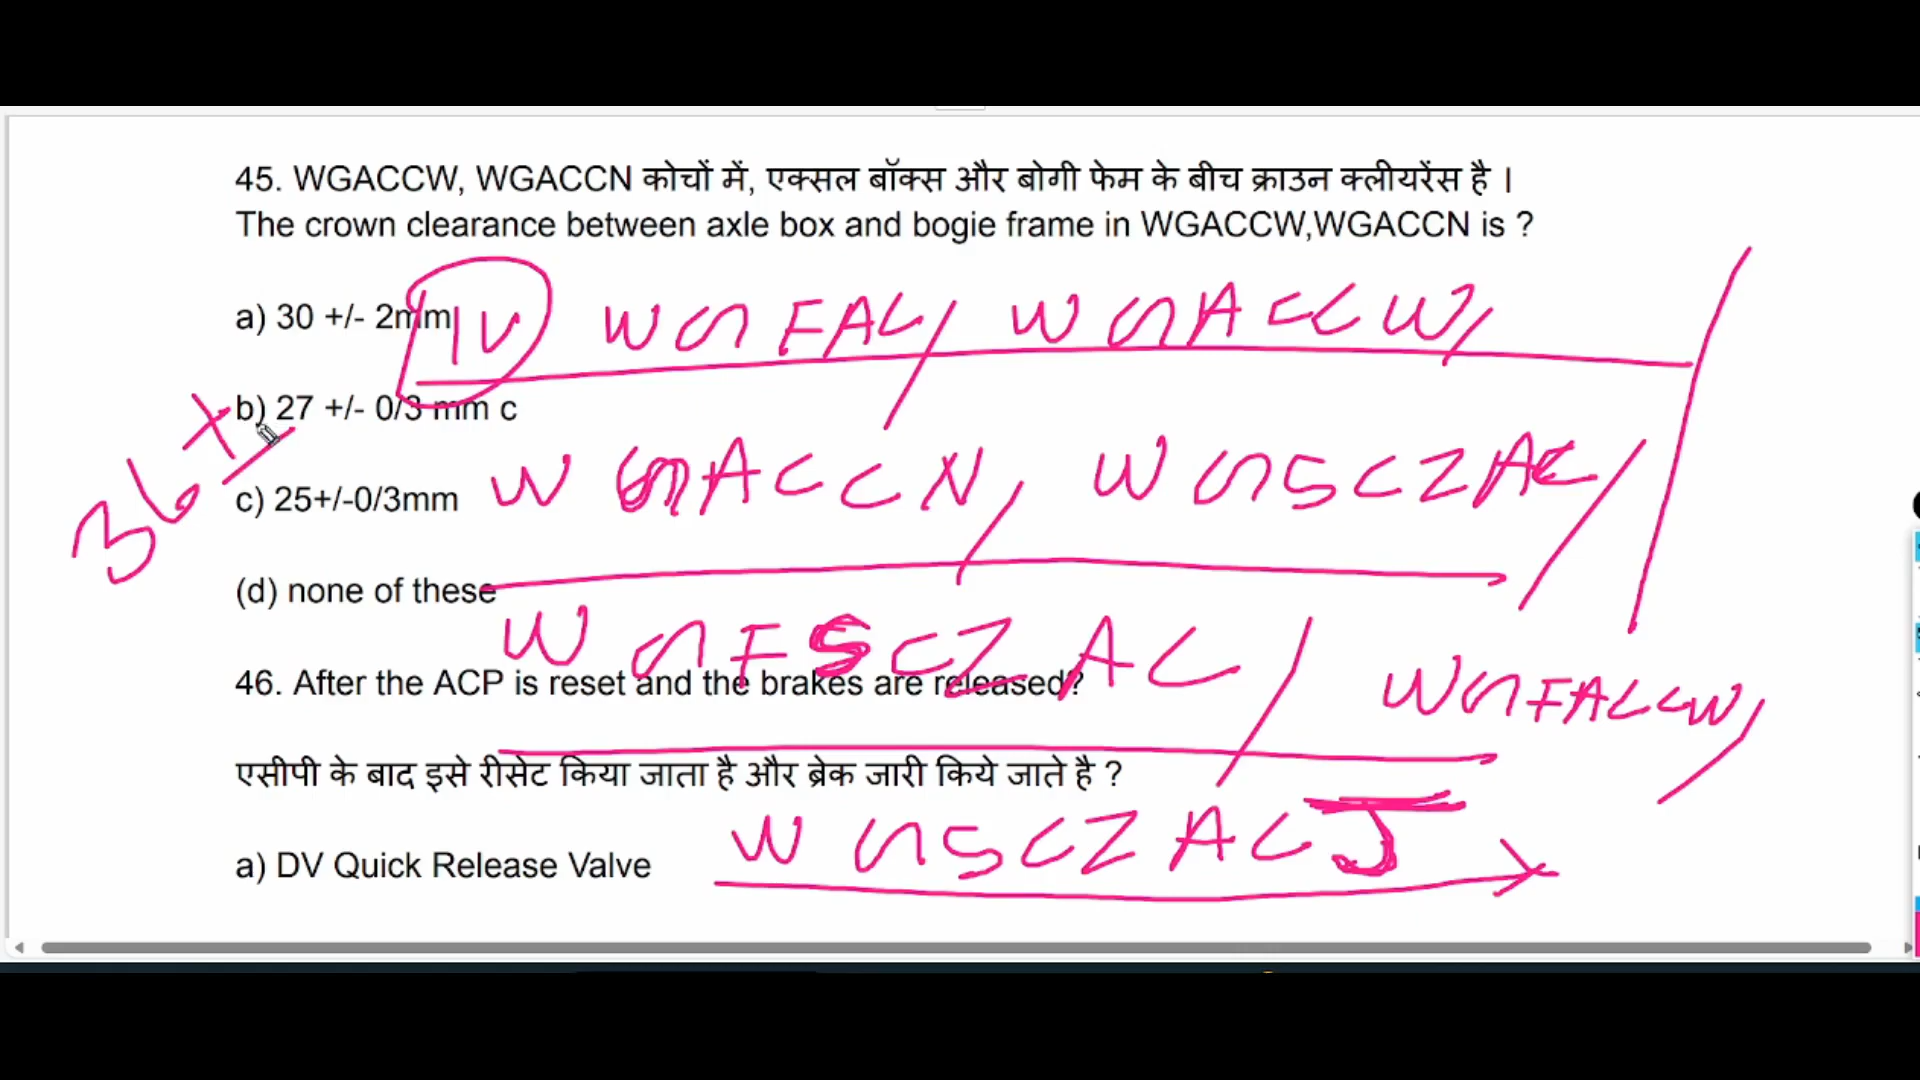 45. WGACCW, WGACCN कोचों में, एक्सल बॉक्स और बोगी फेम के बीच क्राउन क्लीयरेंस है ।
The crown clearance between axle box and bogie frame in WGACCW,WGACCN is ?
a) 30 +/- 2mm
IV WGFAC/ WGACCW,
b) 27 +/- 0/3 mm c
36 ±
WGACCN, WGSCZAC/
c) 25+/-0/3mm
(d) none of these
WGFSCZAC/ WGFACCW,
46. After the ACP is reset and the brakes are released?
एसीपी के बाद इसे रीसेट किया जाता है और ब्रेक जारी किये जाते है ?
WGSCZACJ
a) DV Quick Release Valve